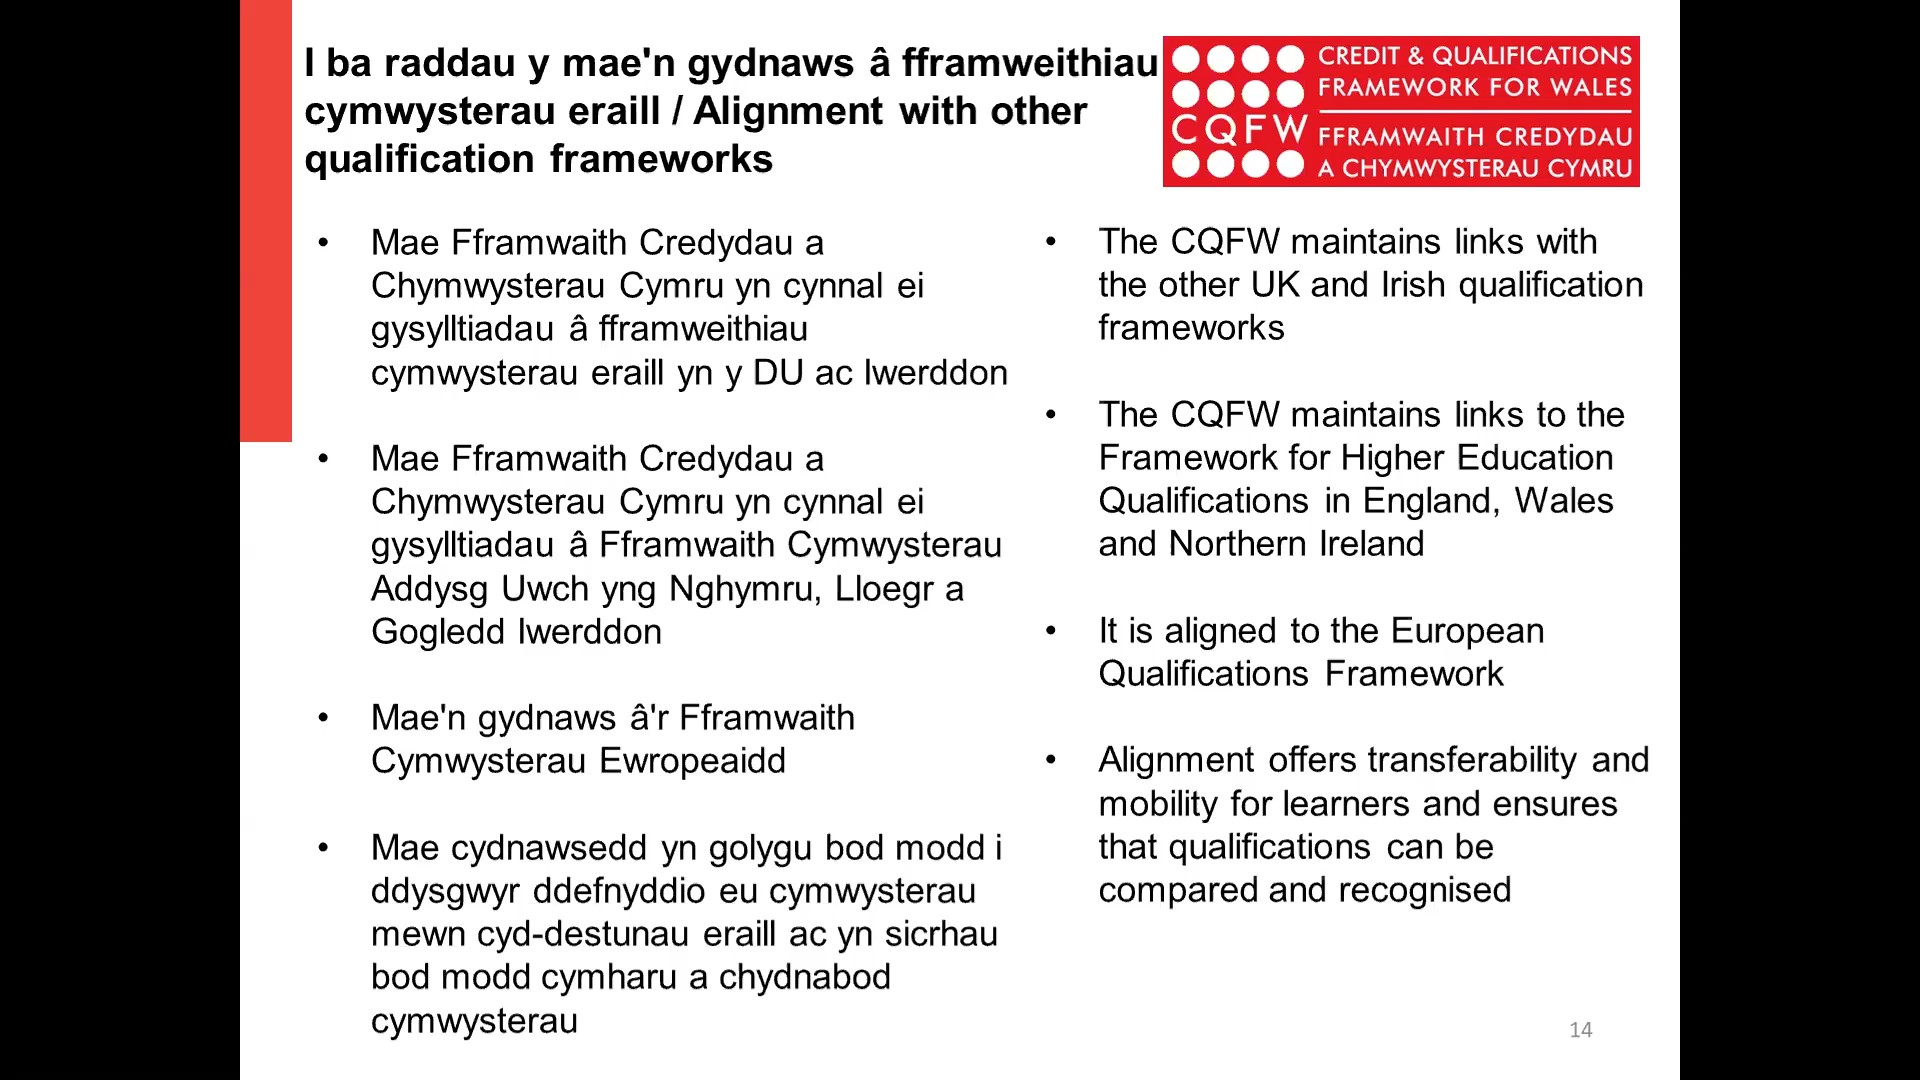 I ba raddau y mae'n gydnaws â fframweithiau
cymwysterau eraill / Alignment with other
qualification frameworks
CREDIT & QUALIFICATIONS
FRAMEWORK FOR WALES
CQFW
FFRAMWAITH CREDYDAU
A CHYMWYSTERAU CYMRU
• Mae Fframwaith Credydau a
Chymwysterau Cymru yn cynnal ei
gysylltiadau â fframweithiau
cymwysterau eraill yn y DU ac Iwerddon
• Mae Fframwaith Credydau a
Chymwysterau Cymru yn cynnal ei
gysylltiadau â Fframwaith Cymwysterau
Addysg Uwch yng Nghymru, Lloegr a
Gogledd Iwerddon
• Mae'n gydnaws â'r Fframwaith
Cymwysterau Ewropeaidd
• Mae cydnawsedd yn golygu bod modd i
ddysgwyr ddefnyddio eu cymwysterau
mewn cyd-destunau eraill ac yn sicrhau
bod modd cymharu a chydnabod
cymwysterau
• The CQFW maintains links with
the other UK and Irish qualification
frameworks
• The CQFW maintains links to the
Framework for Higher Education
Qualifications in England, Wales
and Northern Ireland
• It is aligned to the European
Qualifications Framework
• Alignment offers transferability and
mobility for learners and ensures
that qualifications can be
compared and recognised
14